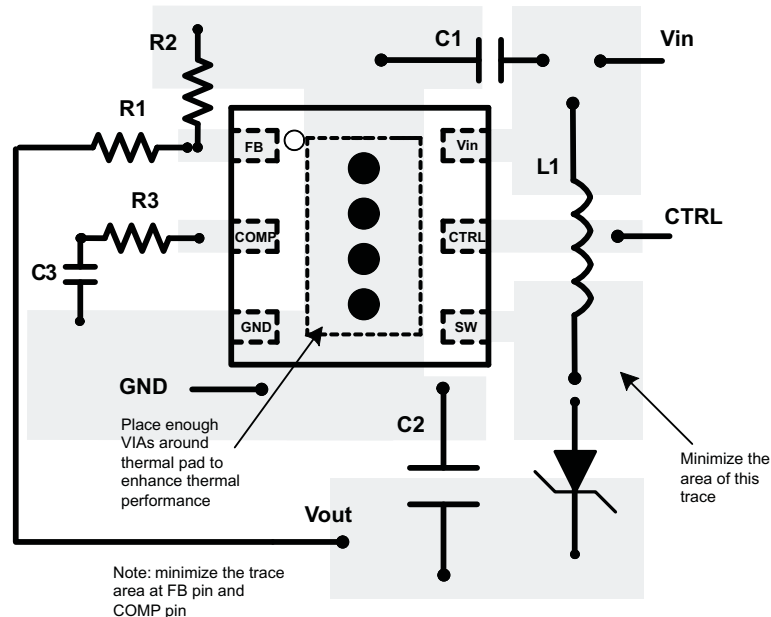 R2
C1
Vin
R1
FB
Vin
L1
R3
COMP
CTRL
CTRL
C3
GND
SW
GND
Place enough
VIAs around
thermal pad to
enhance thermal
performance
C2
Minimize the
area of this
trace
Vout
Note: minimize the trace
area at FB pin and
COMP pin